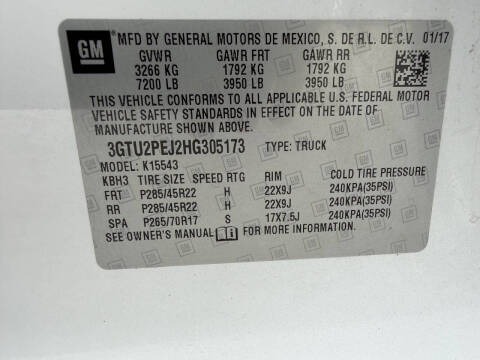 GM MFD BY GENERAL MOTORS DE MEXICO, S. DE R.L. DE C.V. 01/17
GVWR GAWR FRT GAWR RR
3266 KG 1792 KG 1792 KG
7200 LB 3950 LB 3950 LB
THIS VEHICLE CONFORMS TO ALL APPLICABLE U.S. FEDERAL MOTOR
VEHICLE SAFETY STANDARDS IN EFFECT ON THE DATE OF
MANUFACTURE SHOWN ABOVE.
3GTU2PEJ2HG305173 TYPE: TRUCK
MODEL: K15543
KBH3 TIRE SIZE SPEED RTG RIM COLD TIRE PRESSURE
FRT P285/45R22 H 22X9J 240KPA(35PSI)
RR P285/45R22 H 22X9J 240KPA(35PSI)
SPA P265/70R17 S 17X7.5J 240KPA(35PSI)
SEE OWNER'S MANUAL FOR MORE INFORMATION